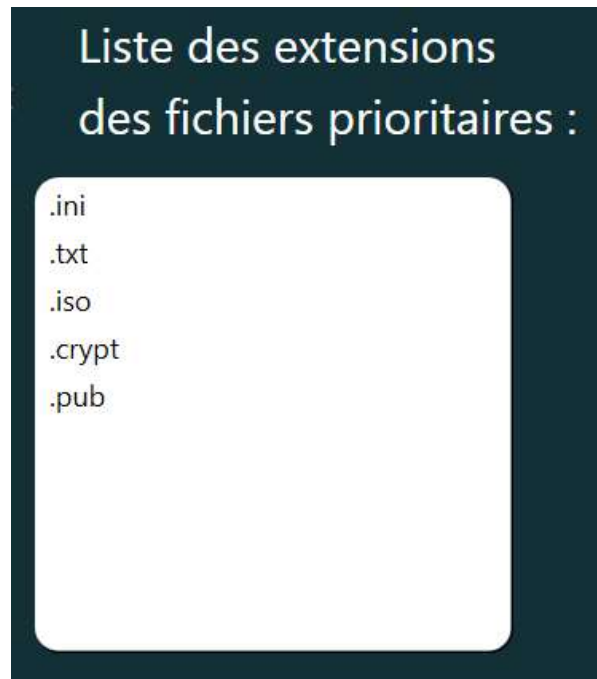 Liste des extensions
des fichiers prioritaires :
.ini
.txt
.iso
.crypt
.pub